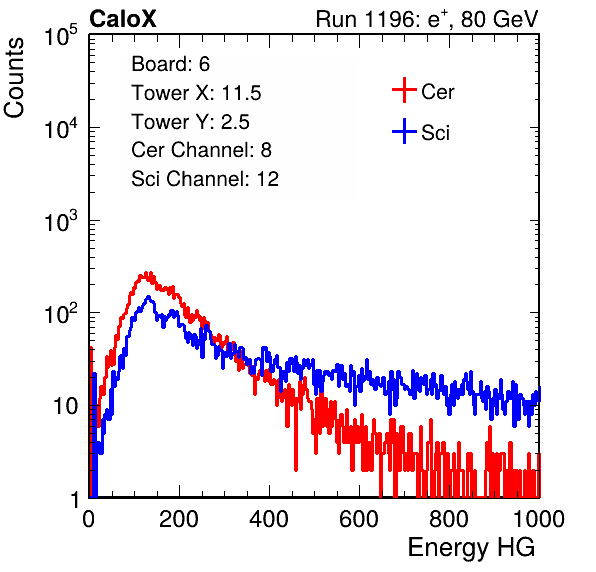 CaloX Run 1196: e⁺, 80 GeV
Counts
10⁵
10⁴
10³
10²
10
1
Board: 6
Tower X: 11.5
Tower Y: 2.5
Cer Channel: 8
Sci Channel: 12
Cer
Sci
0 200 400 600 800 1000
Energy HG